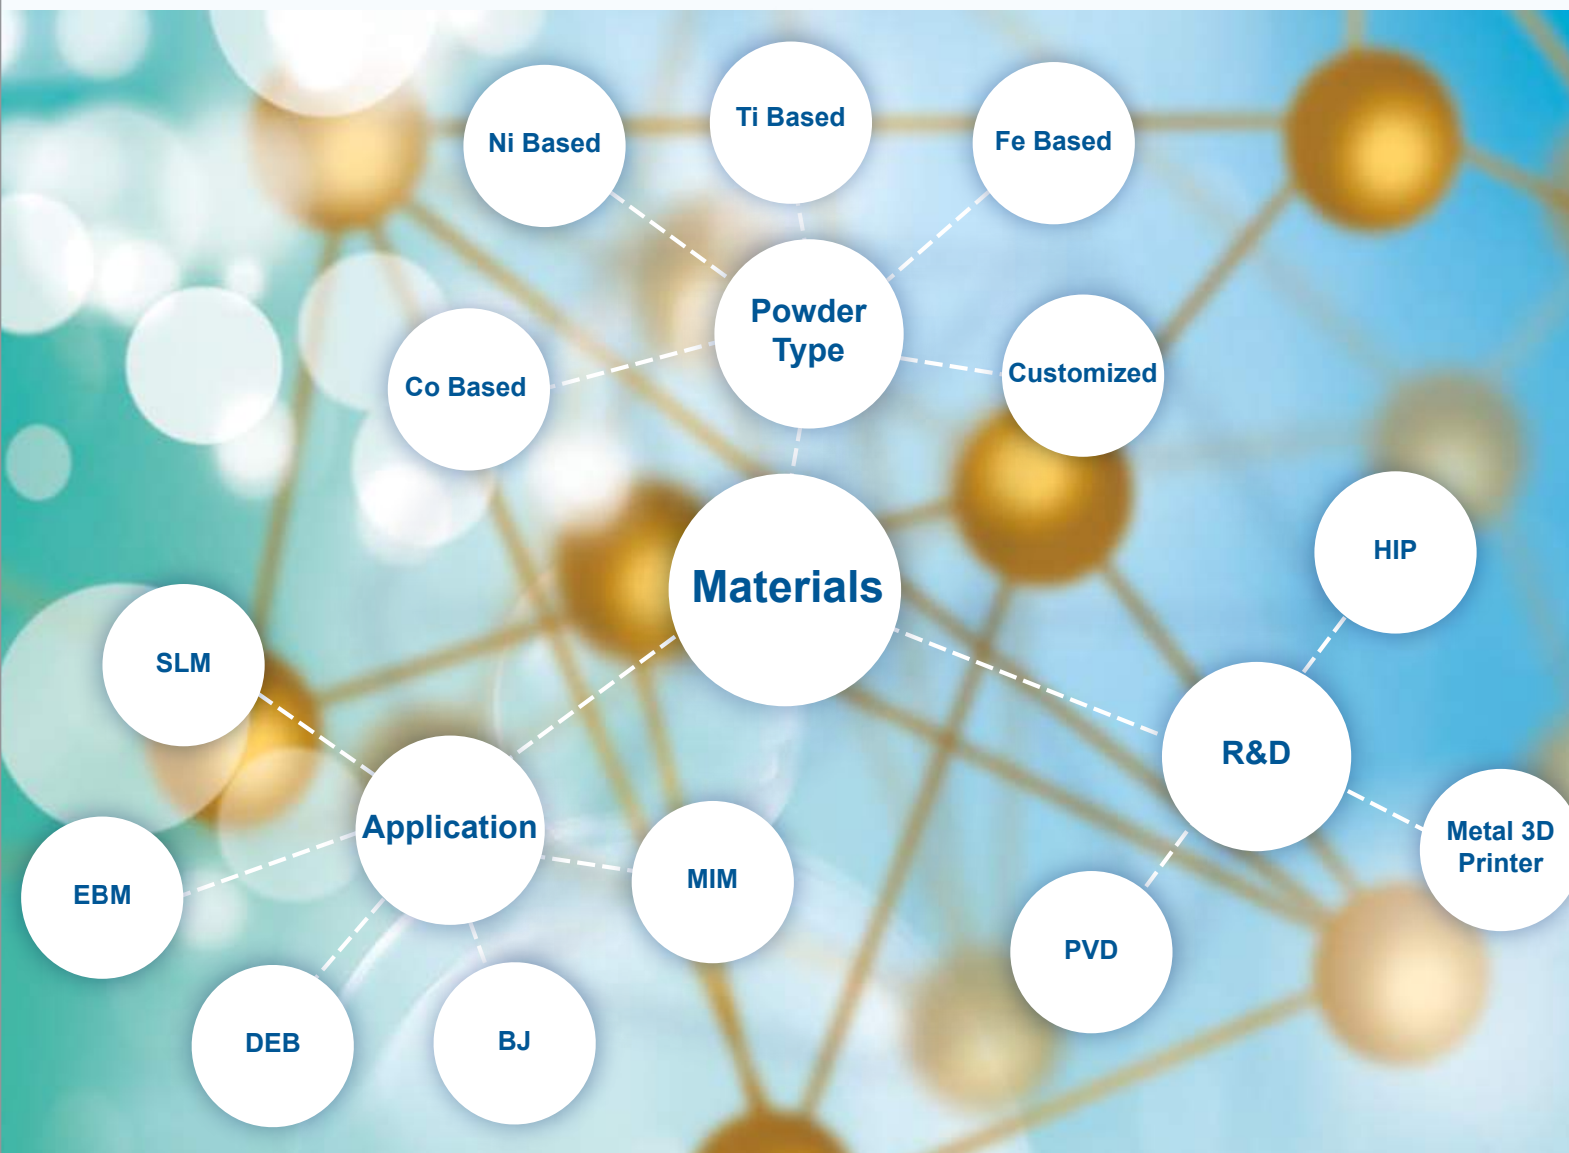 Ti Based
Ni Based
Fe Based
Powder
Type
Co Based
Customized
Materials
HIP
SLM
R&D
Application
Metal 3D
Printer
EBM
MIM
PVD
DEB
BJ